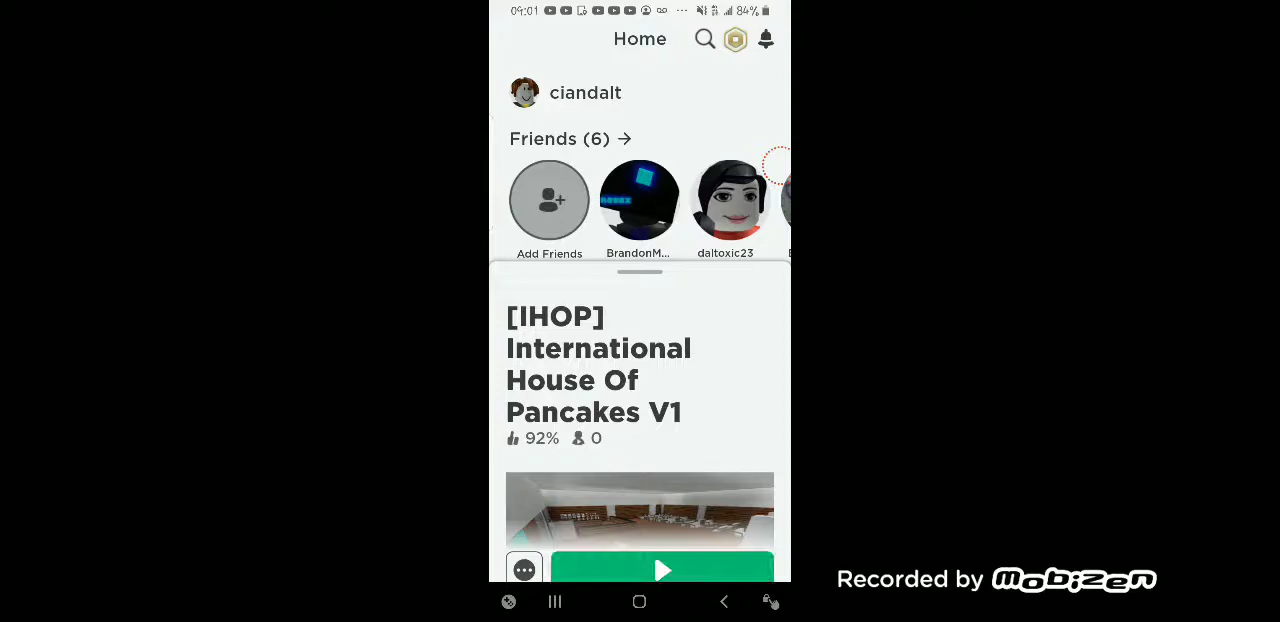 09:01 84%
Home
ciandalt
Friends (6) →
Add Friends BrandonM... daltoxic23
[IHOP]
International
House Of
Pancakes V1
92% 0
Recorded by mobizen